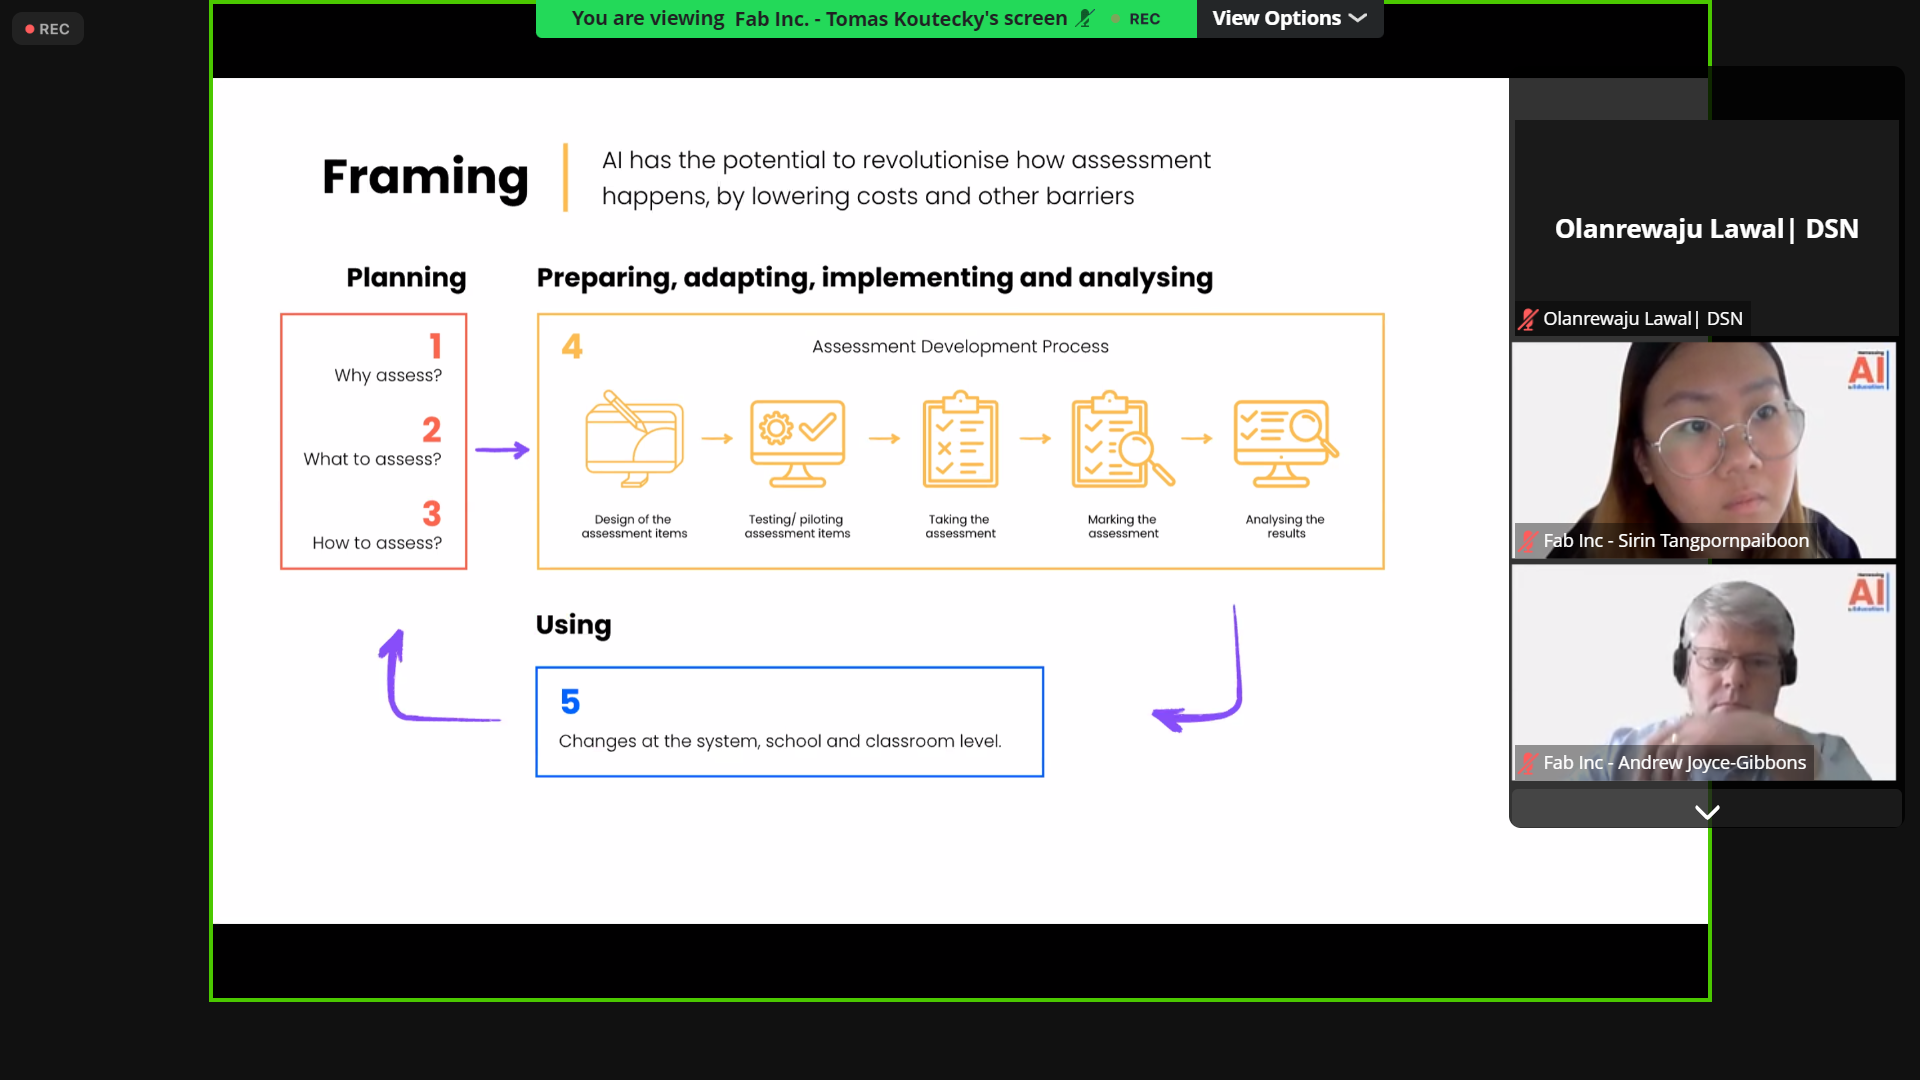 REC
You are viewing Fab Inc. - Tomas Koutecky's screen
REC
View Options
Framing
AI has the potential to revolutionise how assessment
happens, by lowering costs and other barriers
Planning
1
Why assess?
2
What to assess?
3
How to assess?
Preparing, adapting, implementing and analysing
4
Assessment Development Process
Design of the
assessment items
Testing/ piloting
assessment items
Taking the
assessment
Marking the
assessment
Analysing the
results
Using
5
Changes at the system, school and classroom level.
Olanrewaju Lawal| DSN
Olanrewaju Lawal| DSN
AI
Fab Inc - Sirin Tangpornpaiboon
AI
Fab Inc - Andrew Joyce-Gibbons